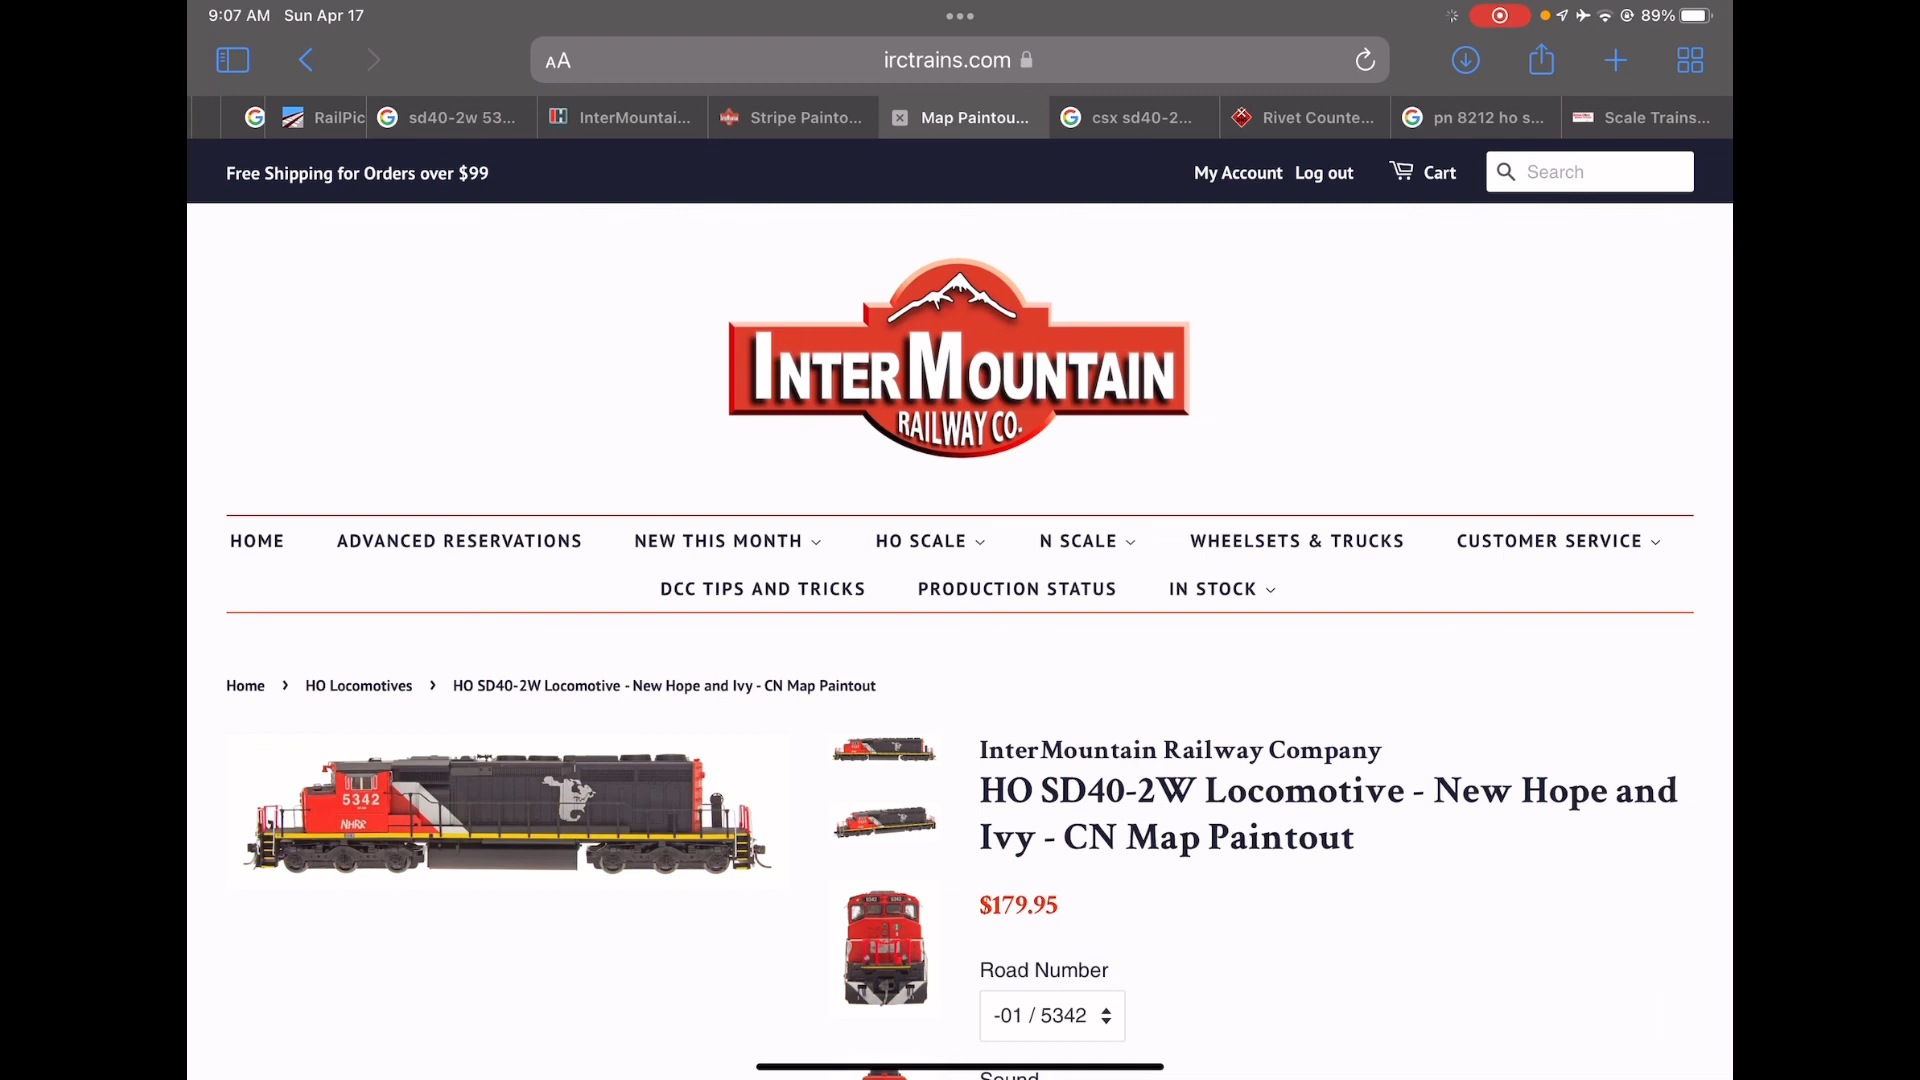 9:07 AM Sun Apr 17
89%
AA
irctrains.com
RailPic
sd40-2w 53...
InterMountai...
Stripe Painto...
Map Paintou...
csx sd40-2...
Rivet Counte...
pn 8212 ho s...
Scale Trains...
Free Shipping for Orders over $99
My Account Log out
Cart
Search
INTERMOUNTAIN
RAILWAY CO.
HOME ADVANCED RESERVATIONS NEW THIS MONTH HO SCALE N SCALE WHEELSETS & TRUCKS CUSTOMER SERVICE
DCC TIPS AND TRICKS PRODUCTION STATUS IN STOCK
Home › HO Locomotives › HO SD40-2W Locomotive - New Hope and Ivy - CN Map Paintout
5342
NHRR
InterMountain Railway Company
HO SD40-2W Locomotive - New Hope and
Ivy - CN Map Paintout
$179.95
Road Number
-01 / 5342
Sound